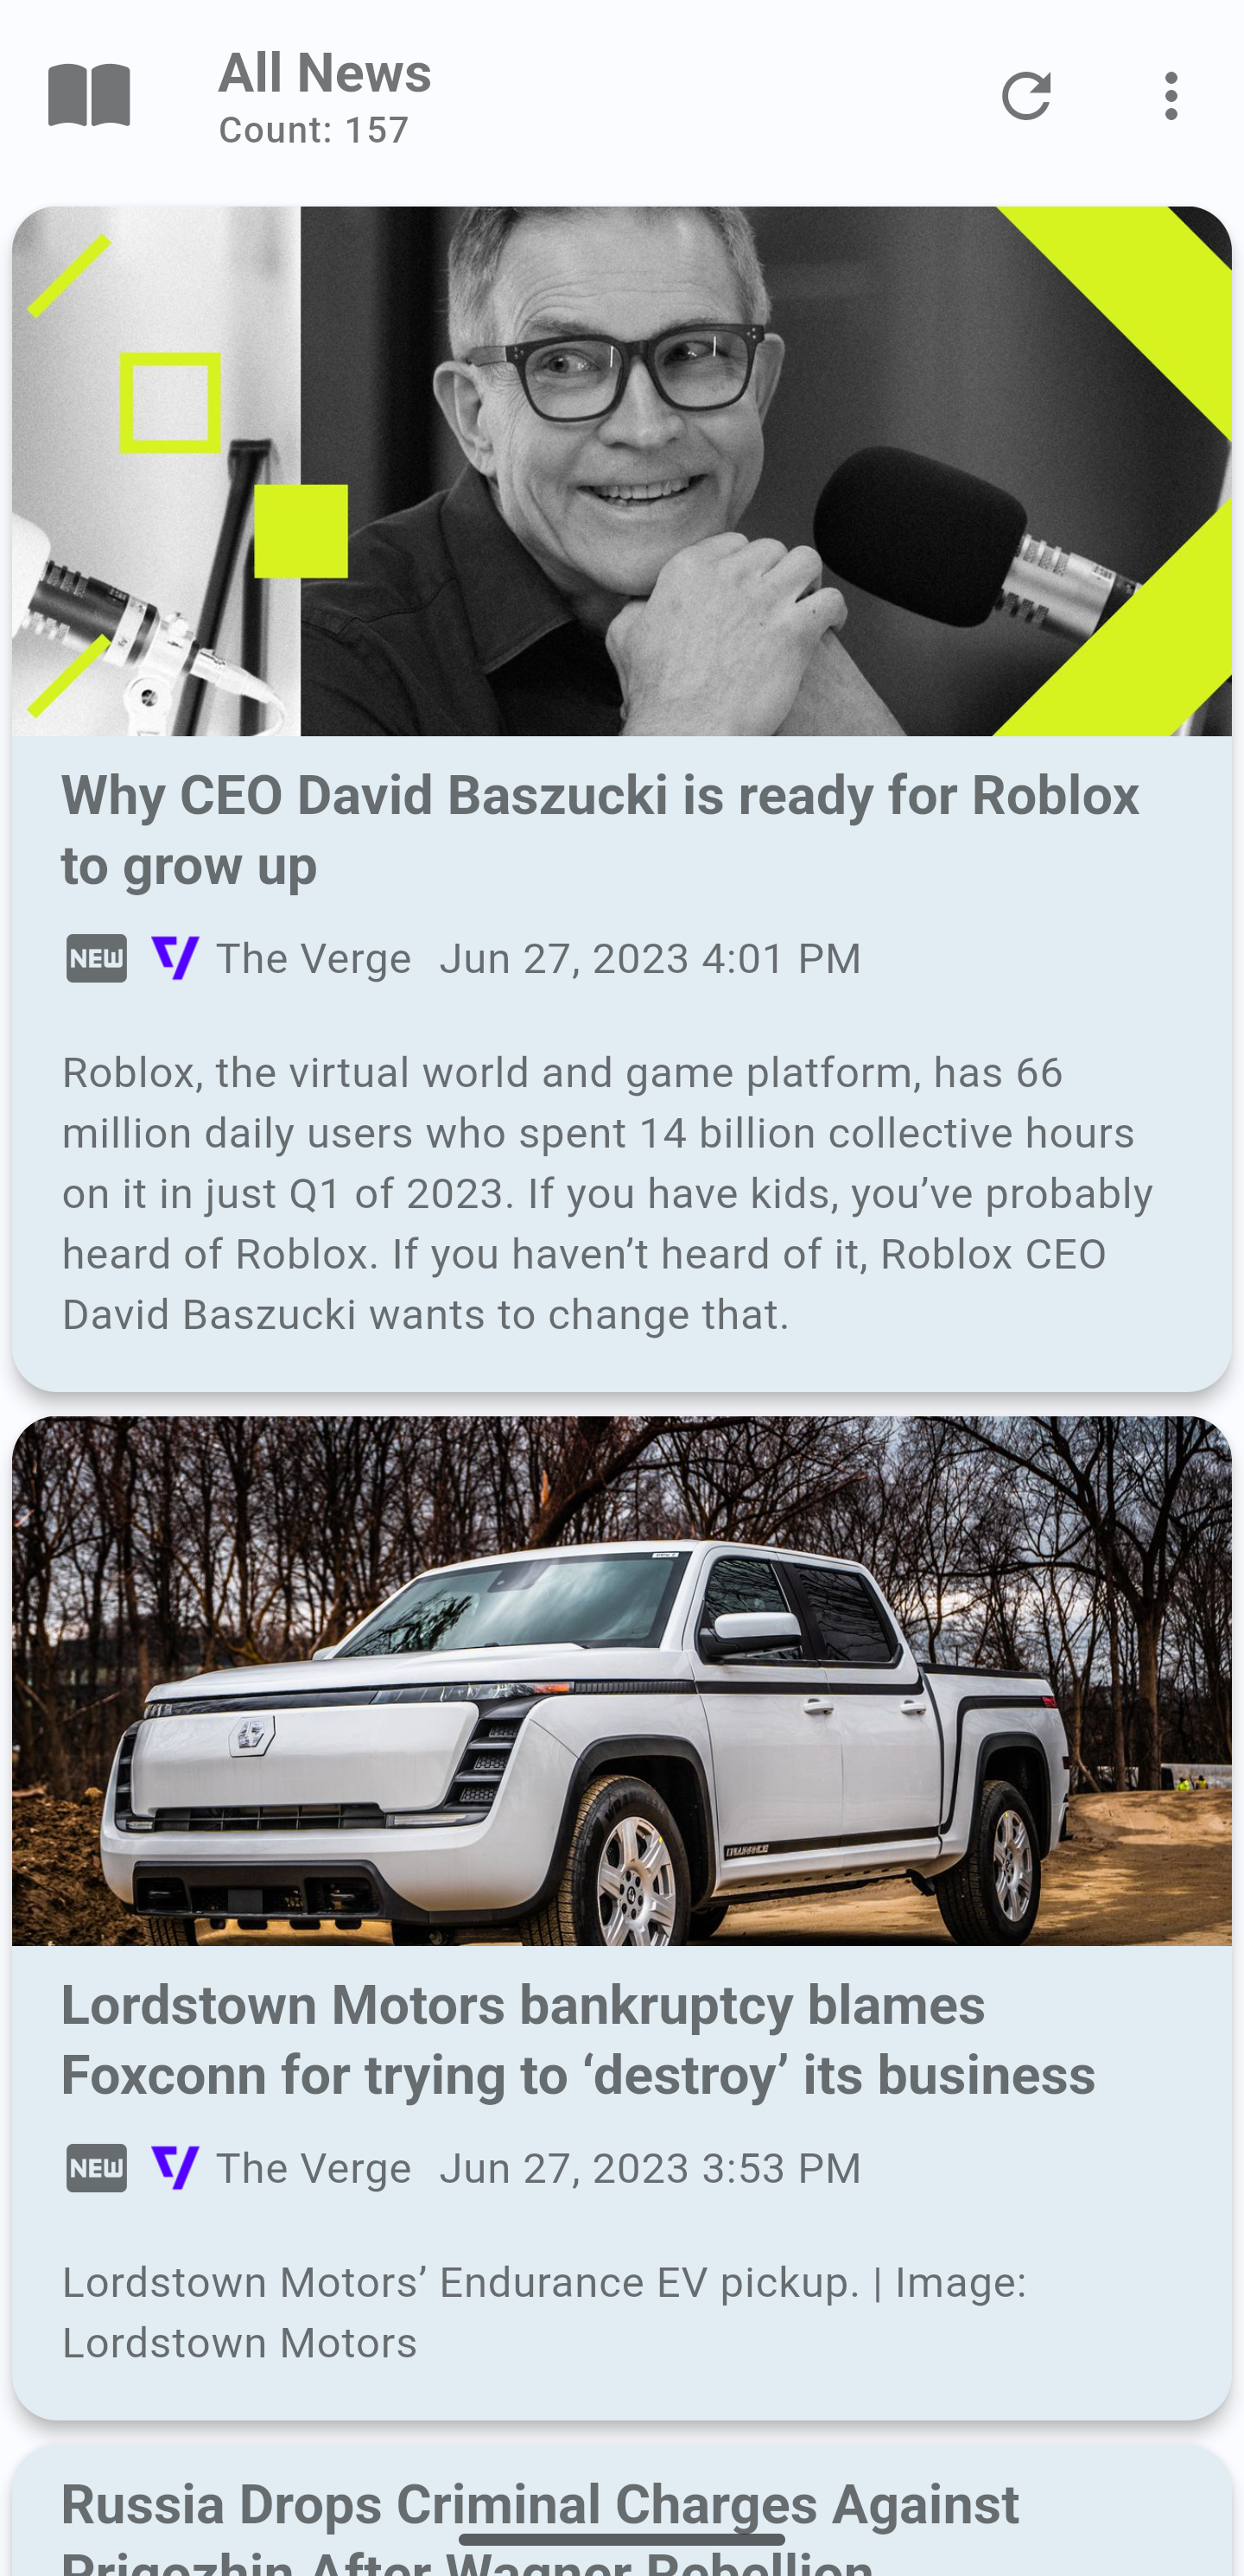 All News
Count: 157
Why CEO David Baszucki is ready for Roblox
to grow up
NEW The Verge Jun 27, 2023 4:01 PM
Roblox, the virtual world and game platform, has 66
million daily users who spent 14 billion collective hours
on it in just Q1 of 2023. If you have kids, you’ve probably
heard of Roblox. If you haven’t heard of it, Roblox CEO
David Baszucki wants to change that.
Lordstown Motors bankruptcy blames
Foxconn for trying to ‘destroy’ its business
NEW The Verge Jun 27, 2023 3:53 PM
Lordstown Motors’ Endurance EV pickup. | Image:
Lordstown Motors
Russia Drops Criminal Charges Against
Prigozhin After Wagner Rebellion